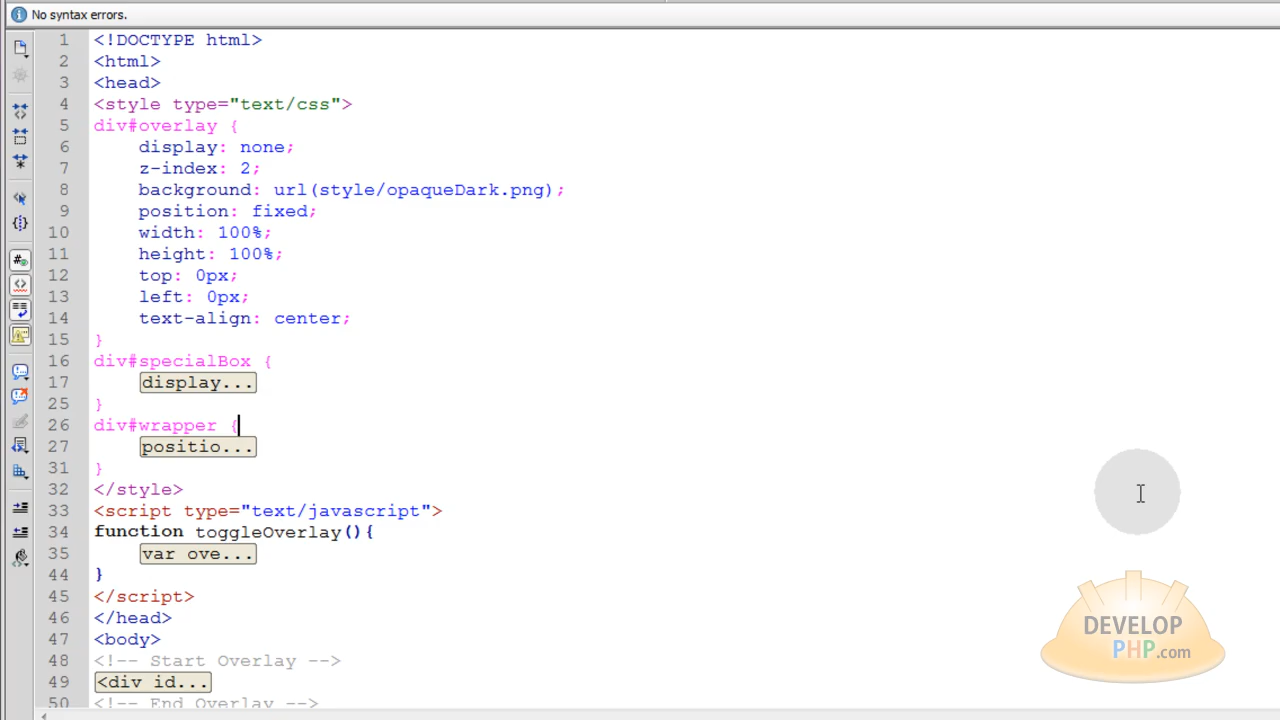 No syntax errors.
1 <!DOCTYPE html>
2 <html>
3 <head>
4 <style type="text/css">
5 div#overlay {
6 display: none;
7 z-index: 2;
8 background: url(style/opaqueDark.png);
9 position: fixed;
10 width: 100%;
11 height: 100%;
12 top: 0px;
13 left: 0px;
14 text-align: center;
15 }
16 div#specialBox {
17 display...
25 }
26 div#wrapper {
27 positio...
31 }
32 </style>
33 <script type="text/javascript">
34 function toggleOverlay(){
35 var ove...
44 }
45 </script>
46 </head>
47 <body>
48 <!-- Start Overlay -->
49 <div id...
50 <!-- End Overlay -->
DEVELOP
PHP.com